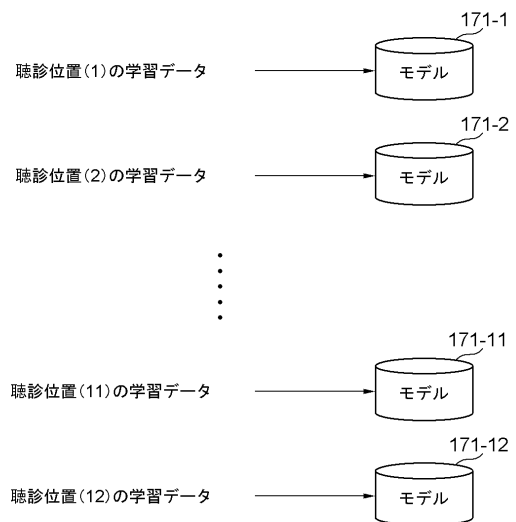 171-1
聴診位置(1)の学習データ
モデル
171-2
聴診位置(2)の学習データ
モデル
171-11
聴診位置(11)の学習データ
モデル
171-12
聴診位置(12)の学習データ
モデル